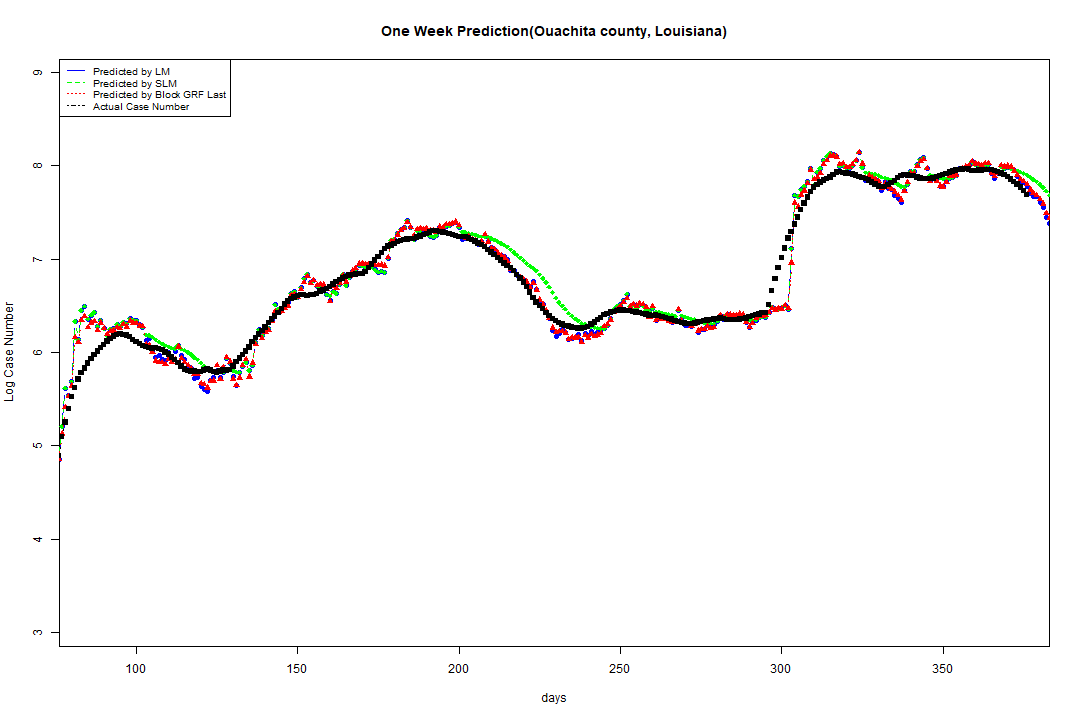 One Week Prediction(Ouachita county, Louisiana)
Predicted by LM
Predicted by SLM
Predicted by Block GRF Last
Actual Case Number
9
8
7
6
5
4
3
Log Case Number
100 150 200 250 300 350
days